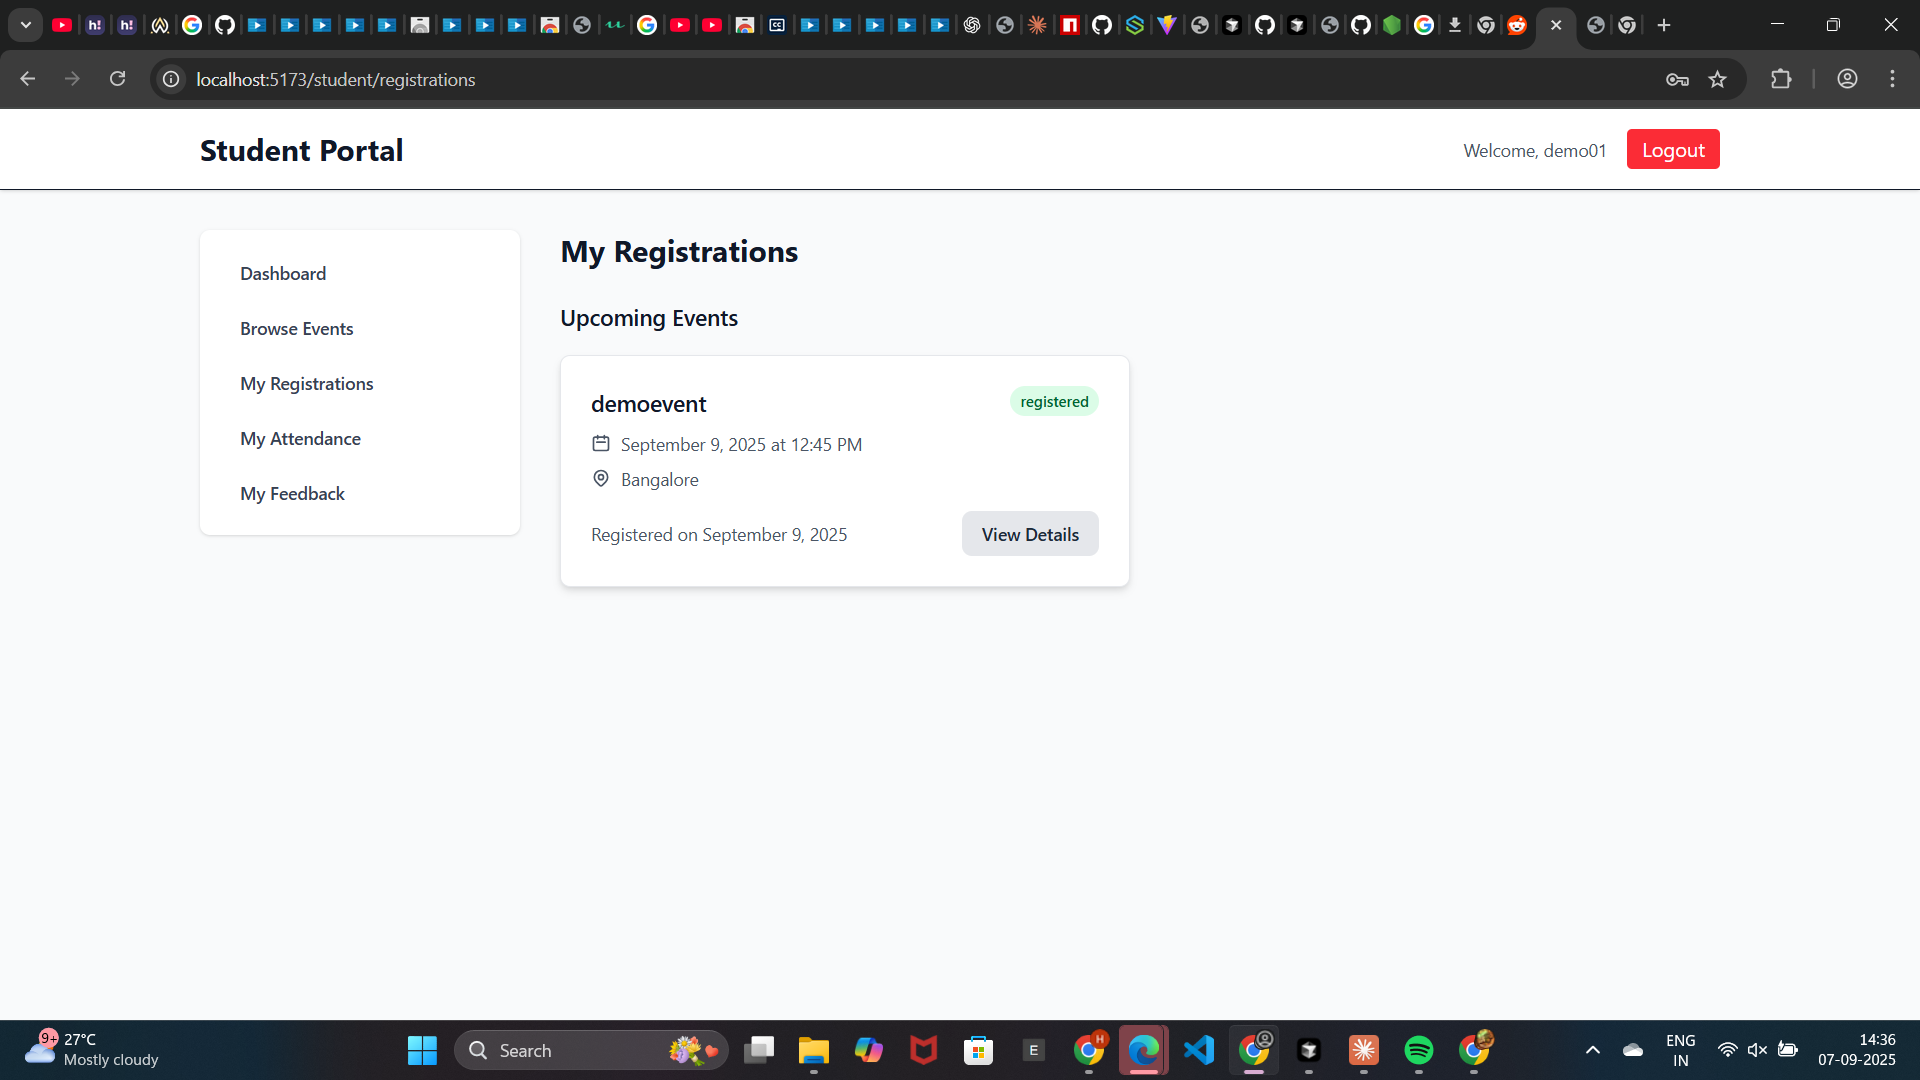 localhost:5173/student/registrations
Student Portal
Welcome, demo01
Logout
Dashboard
Browse Events
My Registrations
My Attendance
My Feedback
My Registrations
Upcoming Events
demoevent
registered
September 9, 2025 at 12:45 PM
Bangalore
Registered on September 9, 2025
View Details
9+
27°C
Mostly cloudy
Search
E
H
ENG
IN
14:36
07-09-2025